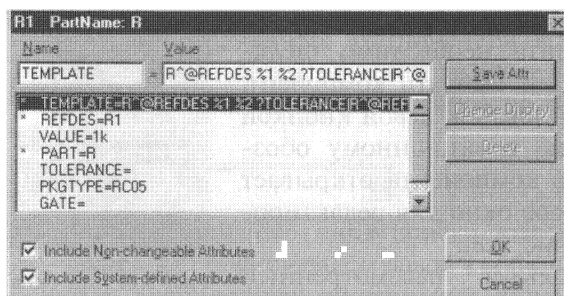 R1 PartName: R
Name Value
TEMPLATE = R^@REFDES %1 %2 ?TOLERANCE|R^@
Save Attr
* TEMPLATE=R^@REFDES %1 %2 ?TOLERANCE|R^@REF
Change Display
* REFDES=R1
VALUE=1k
Delete
* PART=R
TOLERANCE=
PKGTYPE=RC05
GATE=
Include Non-changeable Attributes
OK
Include System-defined Attributes
Cancel